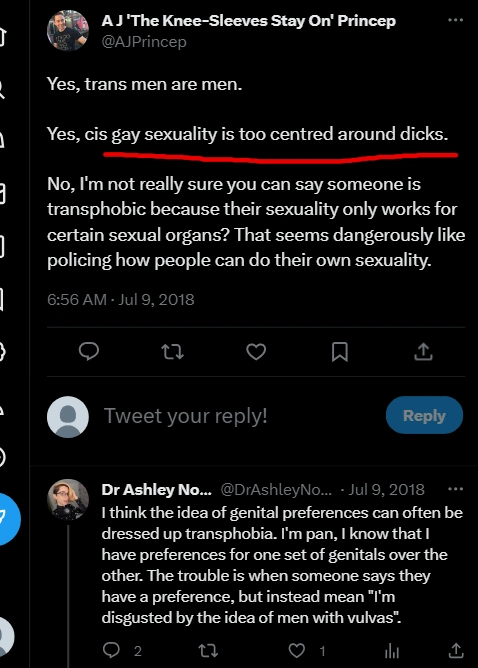 A J 'The Knee-Sleeves Stay On' Princep
@AJPrincep
Yes, trans men are men.
Yes, cis gay sexuality is too centred around dicks.
No, I'm not really sure you can say someone is
transphobic because their sexuality only works for
certain sexual organs? That seems dangerously like
policing how people can do their own sexuality.
6:56 AM · Jul 9, 2018
Tweet your reply!
Reply
Dr Ashley No... @DrAshleyNo... · Jul 9, 2018
I think the idea of genital preferences can often be
dressed up transphobia. I'm pan, I know that I
have preferences for one set of genitals over the
other. The trouble is when someone says they
have a preference, but instead mean "I'm
disgusted by the idea of men with vulvas".
2
1